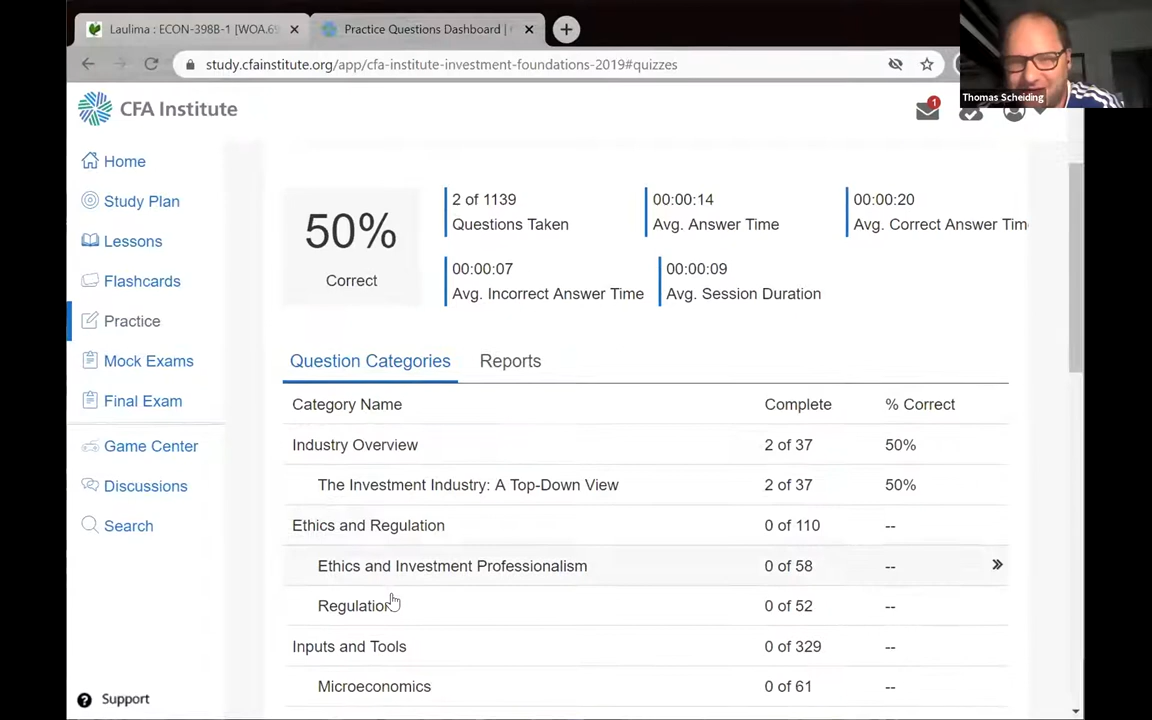 Laulima : ECON-398B-1 [WOA.69
Practice Questions Dashboard |
study.cfainstitute.org/app/cfa-institute-investment-foundations-2019#quizzes
Thomas Scheiding
CFA Institute
1
Home
Study Plan
Lessons
Flashcards
Practice
Mock Exams
Final Exam
Game Center
Discussions
Search
Support
50%
Correct
2 of 1139
Questions Taken
00:00:14
Avg. Answer Time
00:00:20
Avg. Correct Answer Tim
00:00:07
Avg. Incorrect Answer Time
00:00:09
Avg. Session Duration
Question Categories Reports
Category Name Complete % Correct
Industry Overview 2 of 37 50%
The Investment Industry: A Top-Down View 2 of 37 50%
Ethics and Regulation 0 of 110 --
Ethics and Investment Professionalism 0 of 58 --
Regulation 0 of 52 --
Inputs and Tools 0 of 329 --
Microeconomics 0 of 61 --